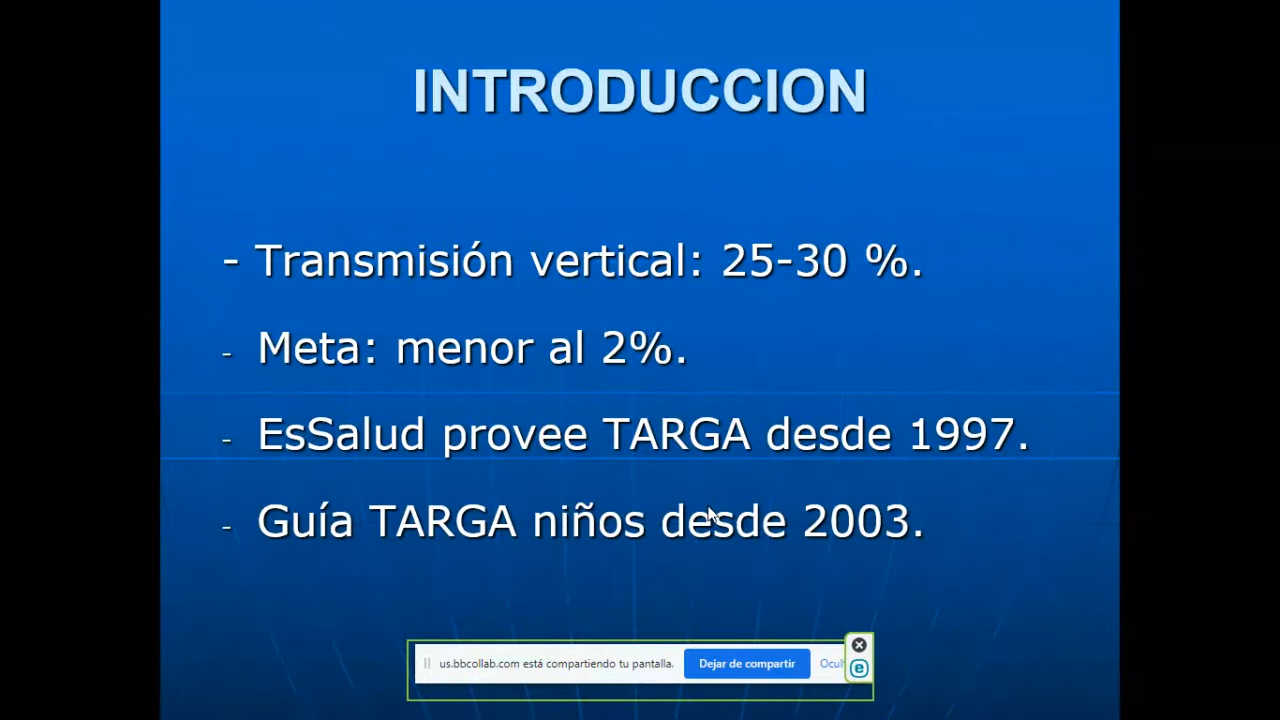 INTRODUCCION
- Transmisión vertical: 25-30 %.
- Meta: menor al 2%.
- EsSalud provee TARGA desde 1997.
- Guía TARGA niños desde 2003.
us.bbcollab.com está compartiendo tu pantalla. Dejar de compartir